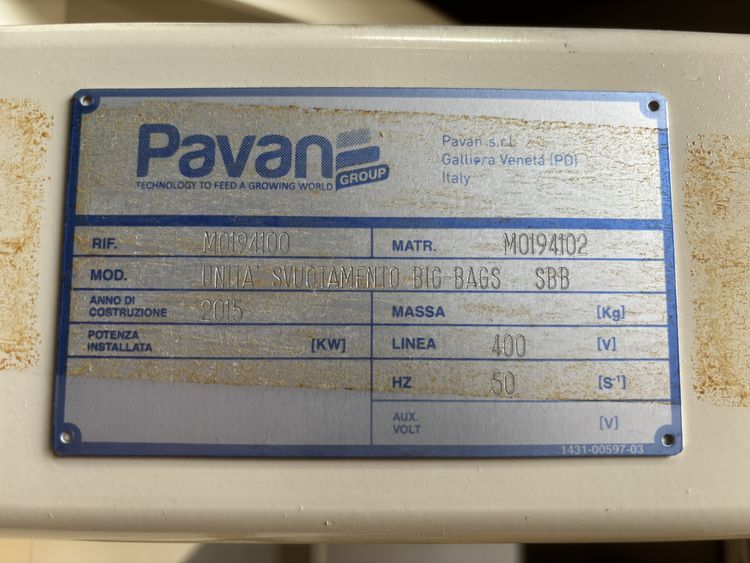 Pavan
GROUP
TECHNOLOGY TO FEED A GROWING WORLD
Pavan s.r.l.
Galliera Veneta (PD)
Italy
RIF. M0194100 MATR. M0194102
MOD. UNITA' SVUOTAMENTO BIG-BAGS SBB
ANNO DI COSTRUZIONE 2015 MASSA [Kg]
POTENZA INSTALLATA [KW] LINEA 400 [V]
HZ 50 [S⁻¹]
AUX. VOLT [V]
1431-00597-03